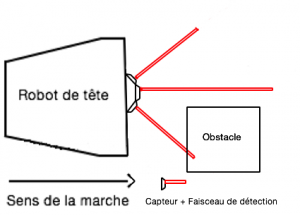 Robot de tête
Obstacle
Sens de la marche
Capteur + Faisceau de détection